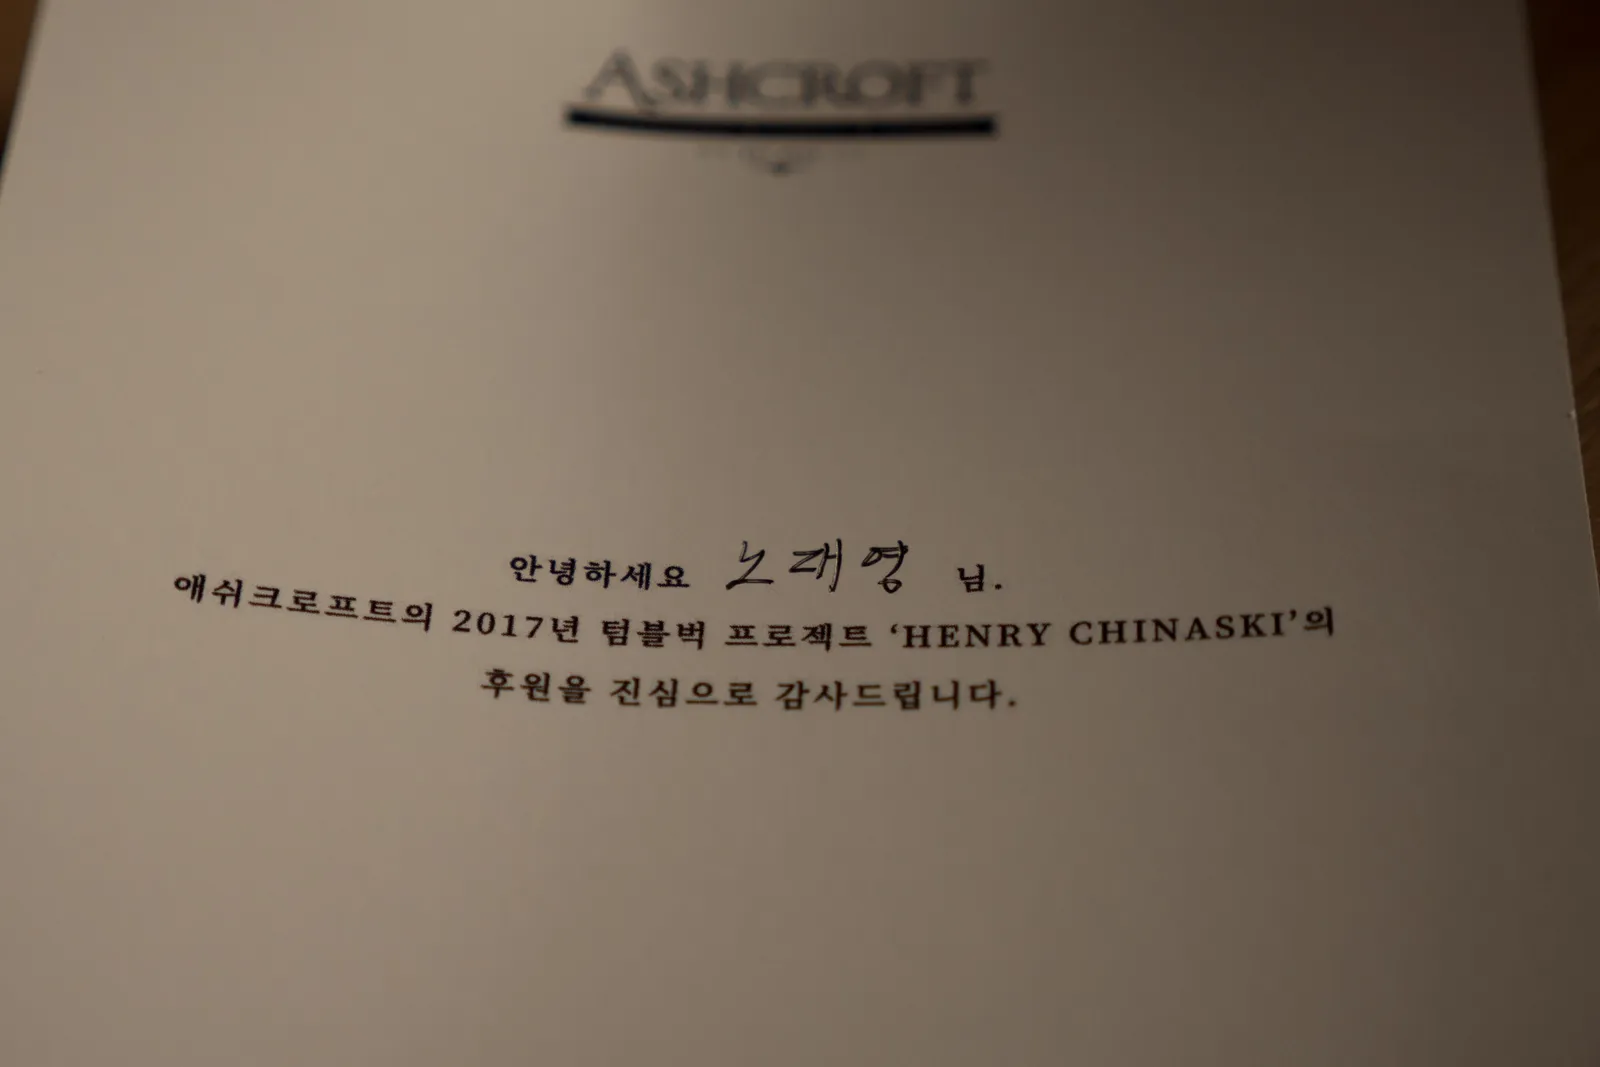 ASHCROFT
안녕하세요 노대영 님.
애쉬크로프트의 2017년 텀블벅 프로젝트 ‘HENRY CHINASKI’의
후원을 진심으로 감사드립니다.